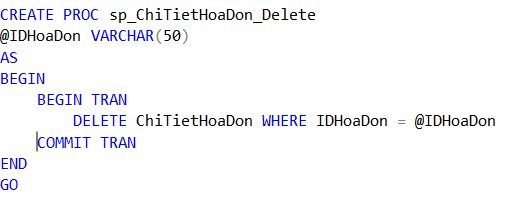 CREATE PROC sp_ChiTietHoaDon_Delete
@IDHoaDon VARCHAR(50)
AS
BEGIN
    BEGIN TRAN
        DELETE ChiTietHoaDon WHERE IDHoaDon = @IDHoaDon
    COMMIT TRAN
END
GO